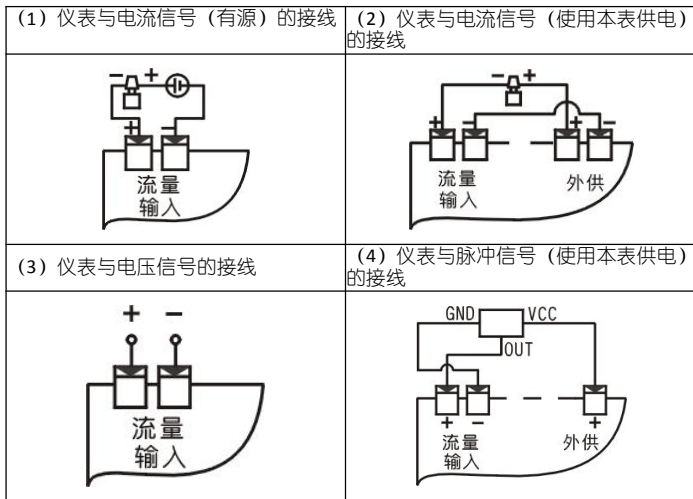 (1) 仪表与电流信号 (有源) 的接线
(2) 仪表与电流信号 (使用本表供电)
的接线
- +
+ -
流量
输入
- +
+ - + -
流量 外供
输入
(3) 仪表与电压信号的接线
(4) 仪表与脉冲信号 (使用本表供电)
的接线
+ -
流量
输入
GND VCC
OUT
+ - +
流量 外供
输入